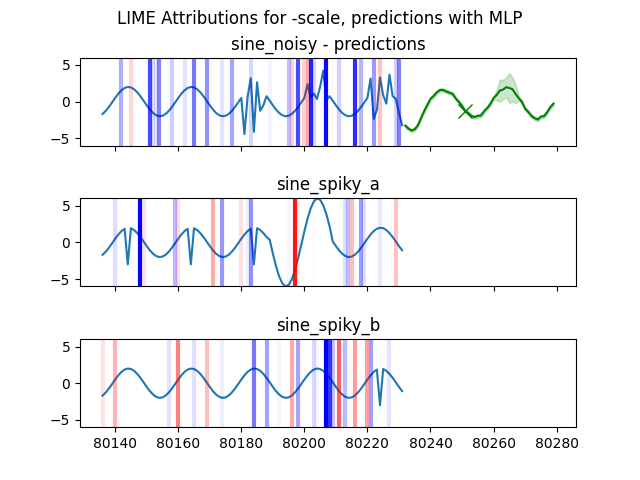 LIME Attributions for -scale, predictions with MLP
sine_noisy - predictions
5
0
−5
sine_spiky_a
5
0
−5
sine_spiky_b
5
0
−5
80140 80160 80180 80200 80220 80240 80260 80280